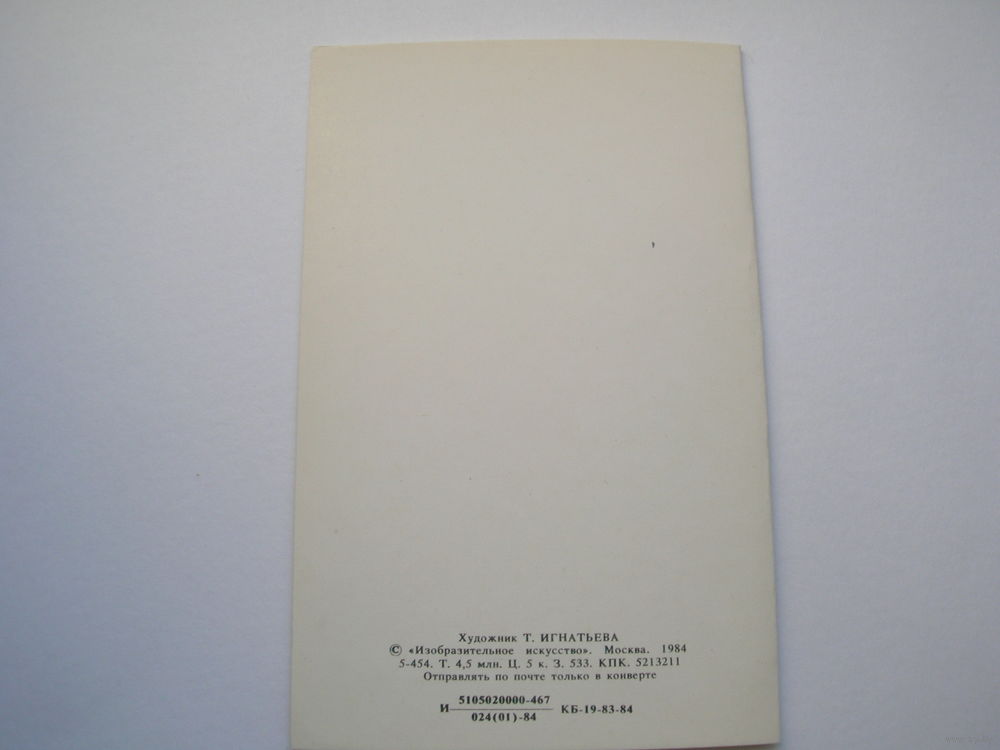 Художник Т. ИГНАТЬЕВА
© «Изобразительное искусство». Москва. 1984
5-454. Т. 4,5 млн. Ц. 5 к. З. 533. КПК. 5213211
Отправлять по почте только в конверте
5105020000-467
И КБ-19-83-84
024(01)-84